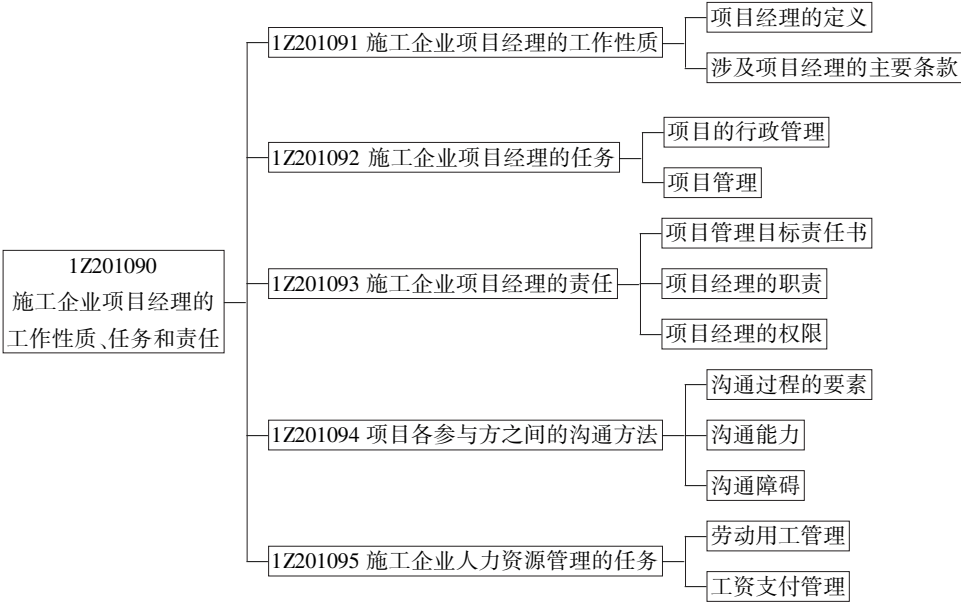 1Z201090
施工企业项目经理的
工作性质、任务和责任
1Z201091 施工企业项目经理的工作性质
项目经理的定义
涉及项目经理的主要条款
1Z201092 施工企业项目经理的任务
项目的行政管理
项目管理
1Z201093 施工企业项目经理的责任
项目管理目标责任书
项目经理的职责
项目经理的权限
1Z201094 项目各参与方之间的沟通方法
沟通过程的要素
沟通能力
沟通障碍
1Z201095 施工企业人力资源管理的任务
劳动用工管理
工资支付管理